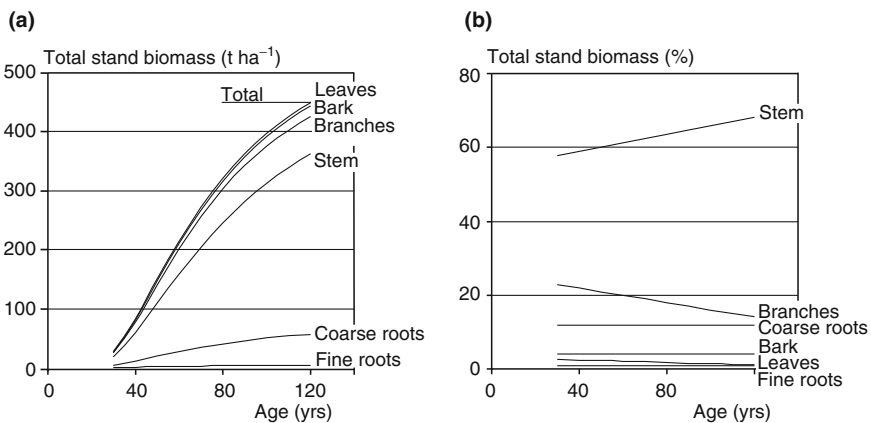 (a)
Total stand biomass (t ha⁻¹)
500
400
300
200
100
0
Total
Leaves
Bark
Branches
Stem
Coarse roots
Fine roots
0 40 80 120
Age (yrs)
(b)
Total stand biomass (%)
80
60
40
20
0
Stem
Branches
Coarse roots
Bark
Leaves
Fine roots
0 40 80 120
Age (yrs)